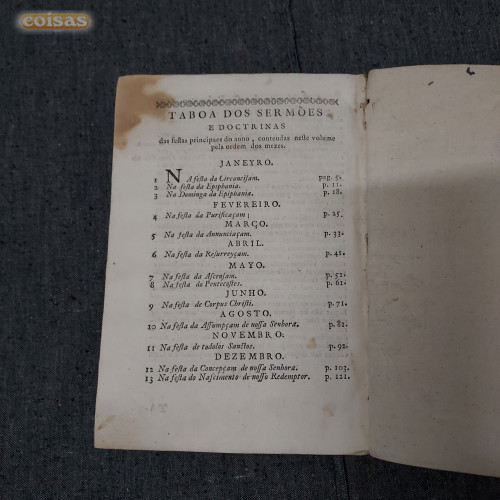 coisas
TABOA DOS SERMÕES
E DOCTRINAS
das festas principaes do anno, contendas neste volume
pela ordem dos mezes.
JANEYRO.
1 NA festa da Circuncisam. pag. 5.
2 Na festa da Epiphania. p. 11.
3 Na Dominga da Epiphania. p. 18.
FEVEREIRO.
4 Na festa da Purificaçam; p. 25.
MARÇO.
5 Na festa da Annunciaçam. p. 33.
ABRIL.
6 Na festa da Resurreyçam. p. 41.
MAYO.
7 Na festa da Ascensam. p. 52.
8 Na festa do Pentecostes. p. 61.
JUNHO.
9 Na festa de Corpus Christi. p. 71.
AGOSTO.
10 Na festa da Assumpçam de nossa Senhora. p. 82.
NOVEMBRO.
11 Na festa de todolos Sanctos. p. 92.
DEZEMBRO.
12 Na festa da Concepçam de nossa Senhora. p. 103.
13 Na festa do Nascimento de nosso Redemptor. p. 121.